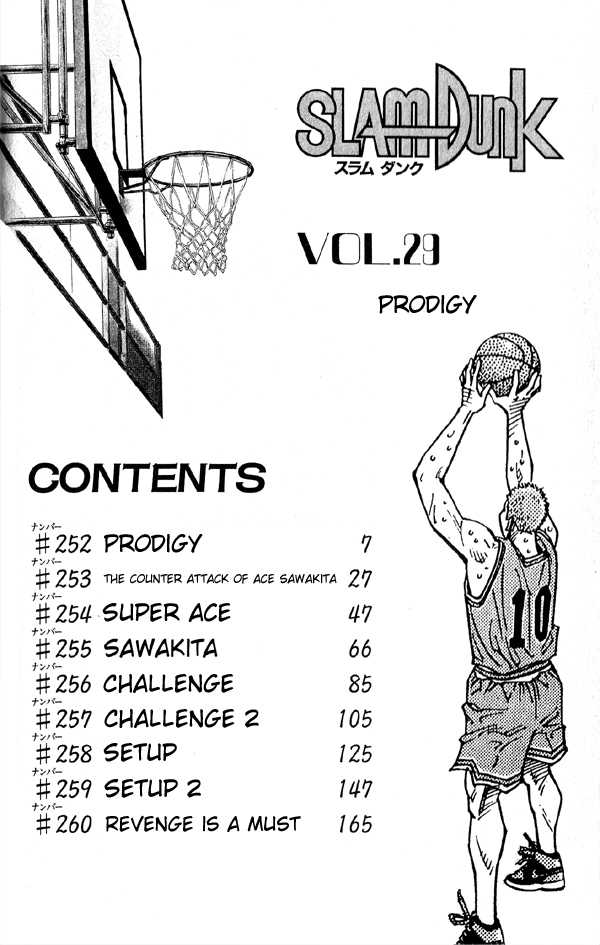 SLAM DUNK
スラム ダンク
VOL.29
PRODIGY
10
CONTENTS
ナンバー
#252 PRODIGY 7
ナンバー
#253 THE COUNTER ATTACK OF ACE SAWAKITA 27
ナンバー
#254 SUPER ACE 47
ナンバー
#255 SAWAKITA 66
ナンバー
#256 CHALLENGE 85
ナンバー
#257 CHALLENGE 2 105
ナンバー
#258 SETUP 125
ナンバー
#259 SETUP 2 147
ナンバー
#260 REVENGE IS A MUST 165